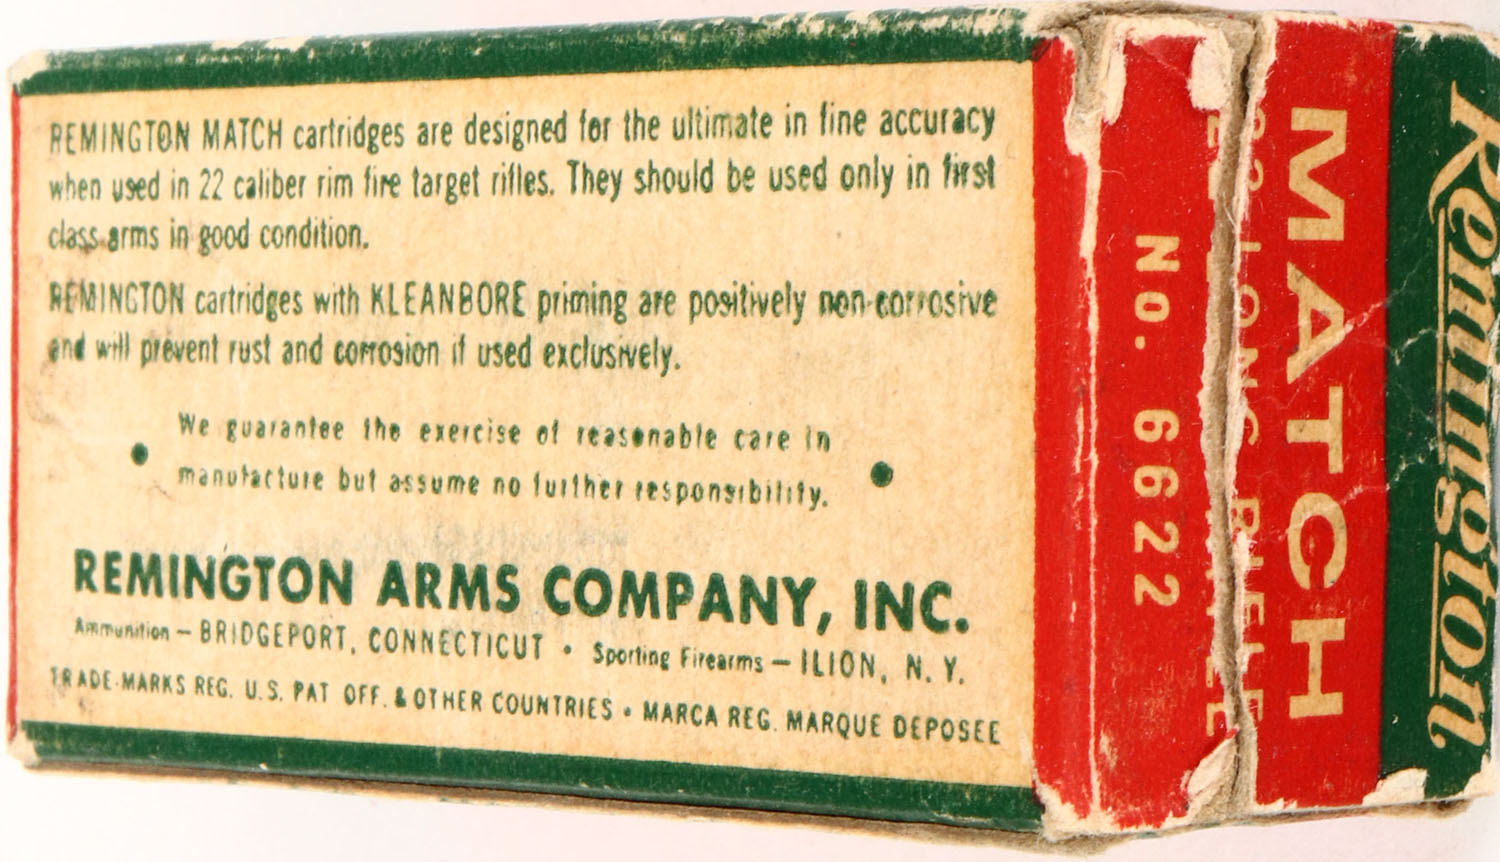 REMINGTON MATCH cartridges are designed for the ultimate in fine accuracy
when used in 22 caliber rim fire target rifles. They should be used only in first
class arms in good condition.
REMINGTON cartridges with KLEANBORE priming are positively non-corrosive
and will prevent rust and corrosion if used exclusively.
We guarantee the exercise of reasonable care in
manufacture but assume no further responsibility.
REMINGTON ARMS COMPANY, INC.
Ammunition – BRIDGEPORT, CONNECTICUT • Sporting Firearms – ILION, N. Y.
TRADE-MARKS REG. U.S. PAT OFF. & OTHER COUNTRIES • MARCA REG. MARQUE DEPOSEE
Remington
MATCH
22 LONG RIFLE
No. 6622